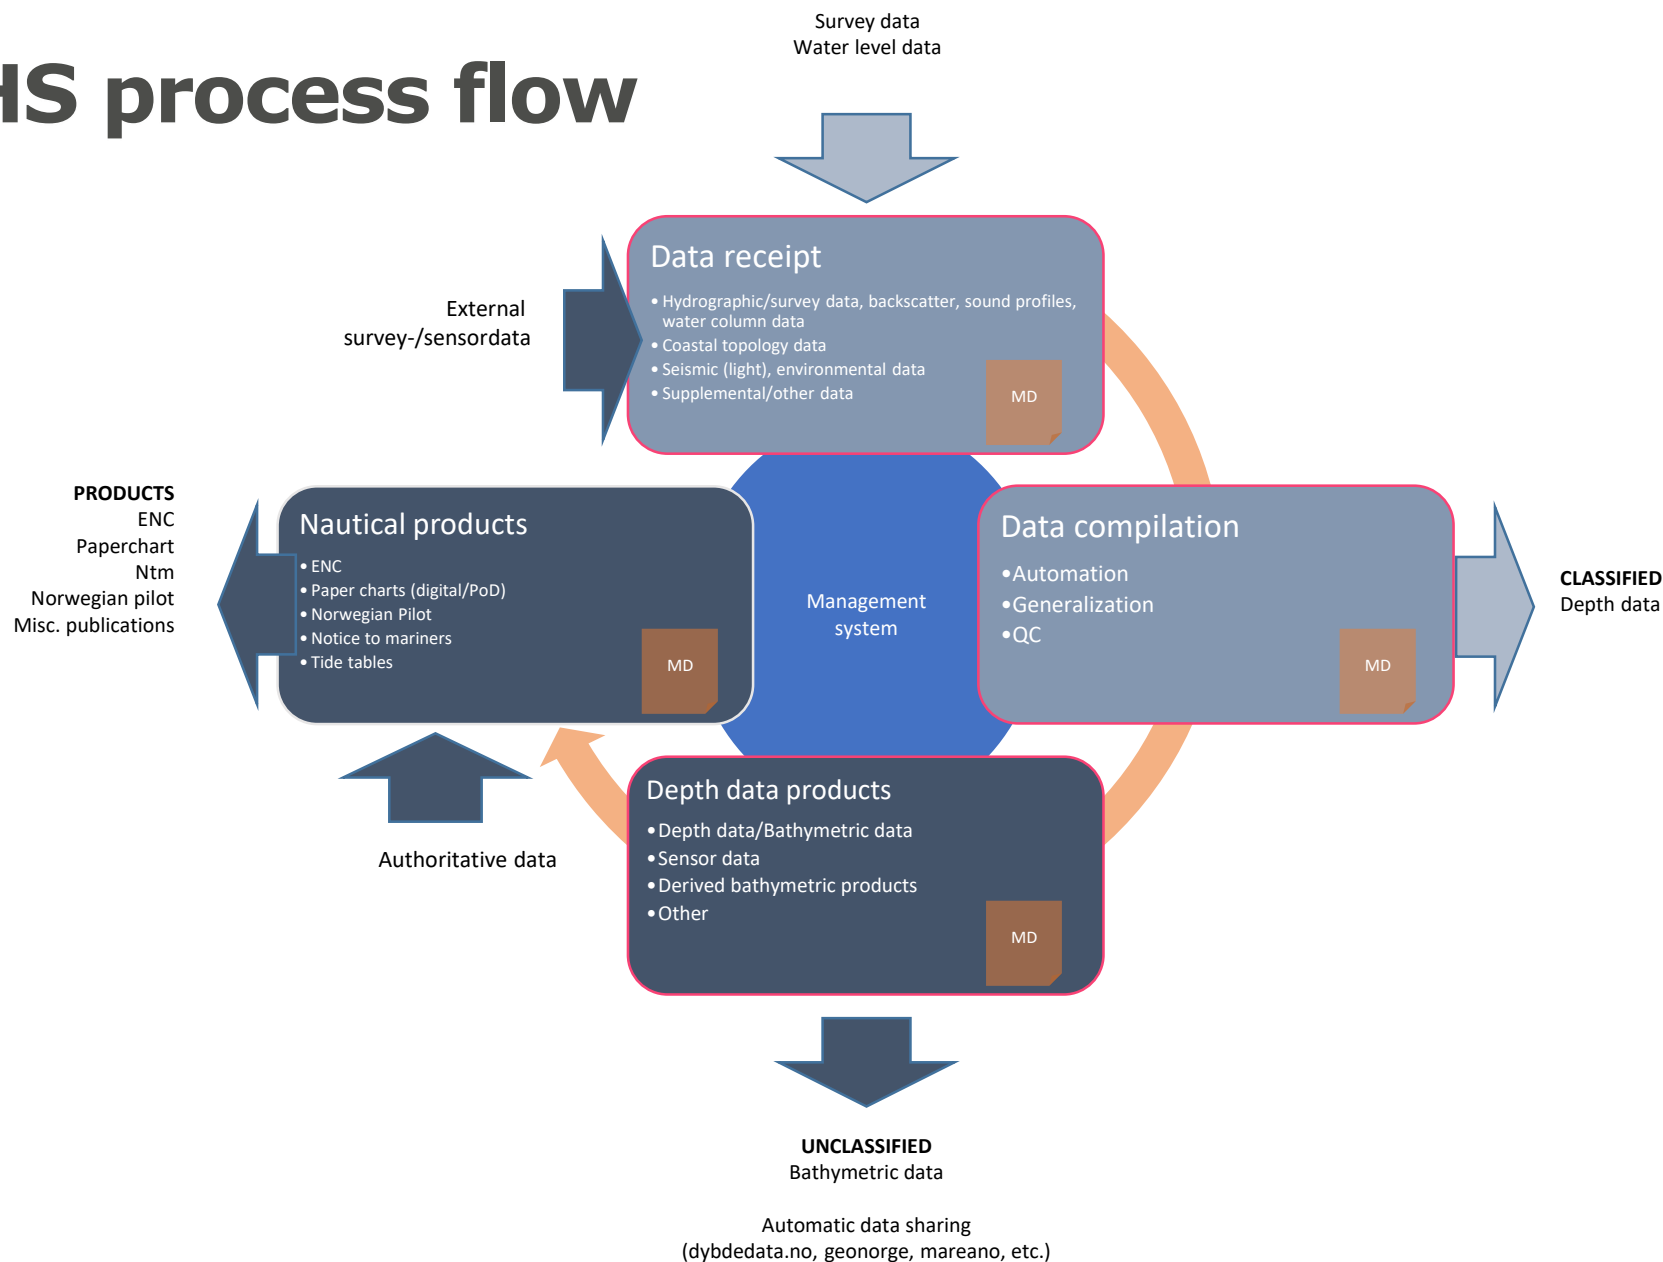 Survey data
Water level data
HS process flow
Data receipt
• Hydrographic/survey data, backscatter, sound profiles,
water column data
• Coastal topology data
• Seismic (light), environmental data
• Supplemental/other data
MD
External
survey-/sensordata
PRODUCTS
ENC
Paperchart
Ntm
Norwegian pilot
Misc. publications
Nautical products
• ENC
• Paper charts (digital/PoD)
• Norwegian Pilot
• Notice to mariners
• Tide tables
MD
Management
system
Data compilation
•Automation
•Generalization
•QC
MD
CLASSIFIED
Depth data
Authoritative data
Depth data products
•Depth data/Bathymetric data
•Sensor data
•Derived bathymetric products
•Other
MD
UNCLASSIFIED
Bathymetric data
Automatic data sharing
(dybdedata.no, geonorge, mareano, etc.)